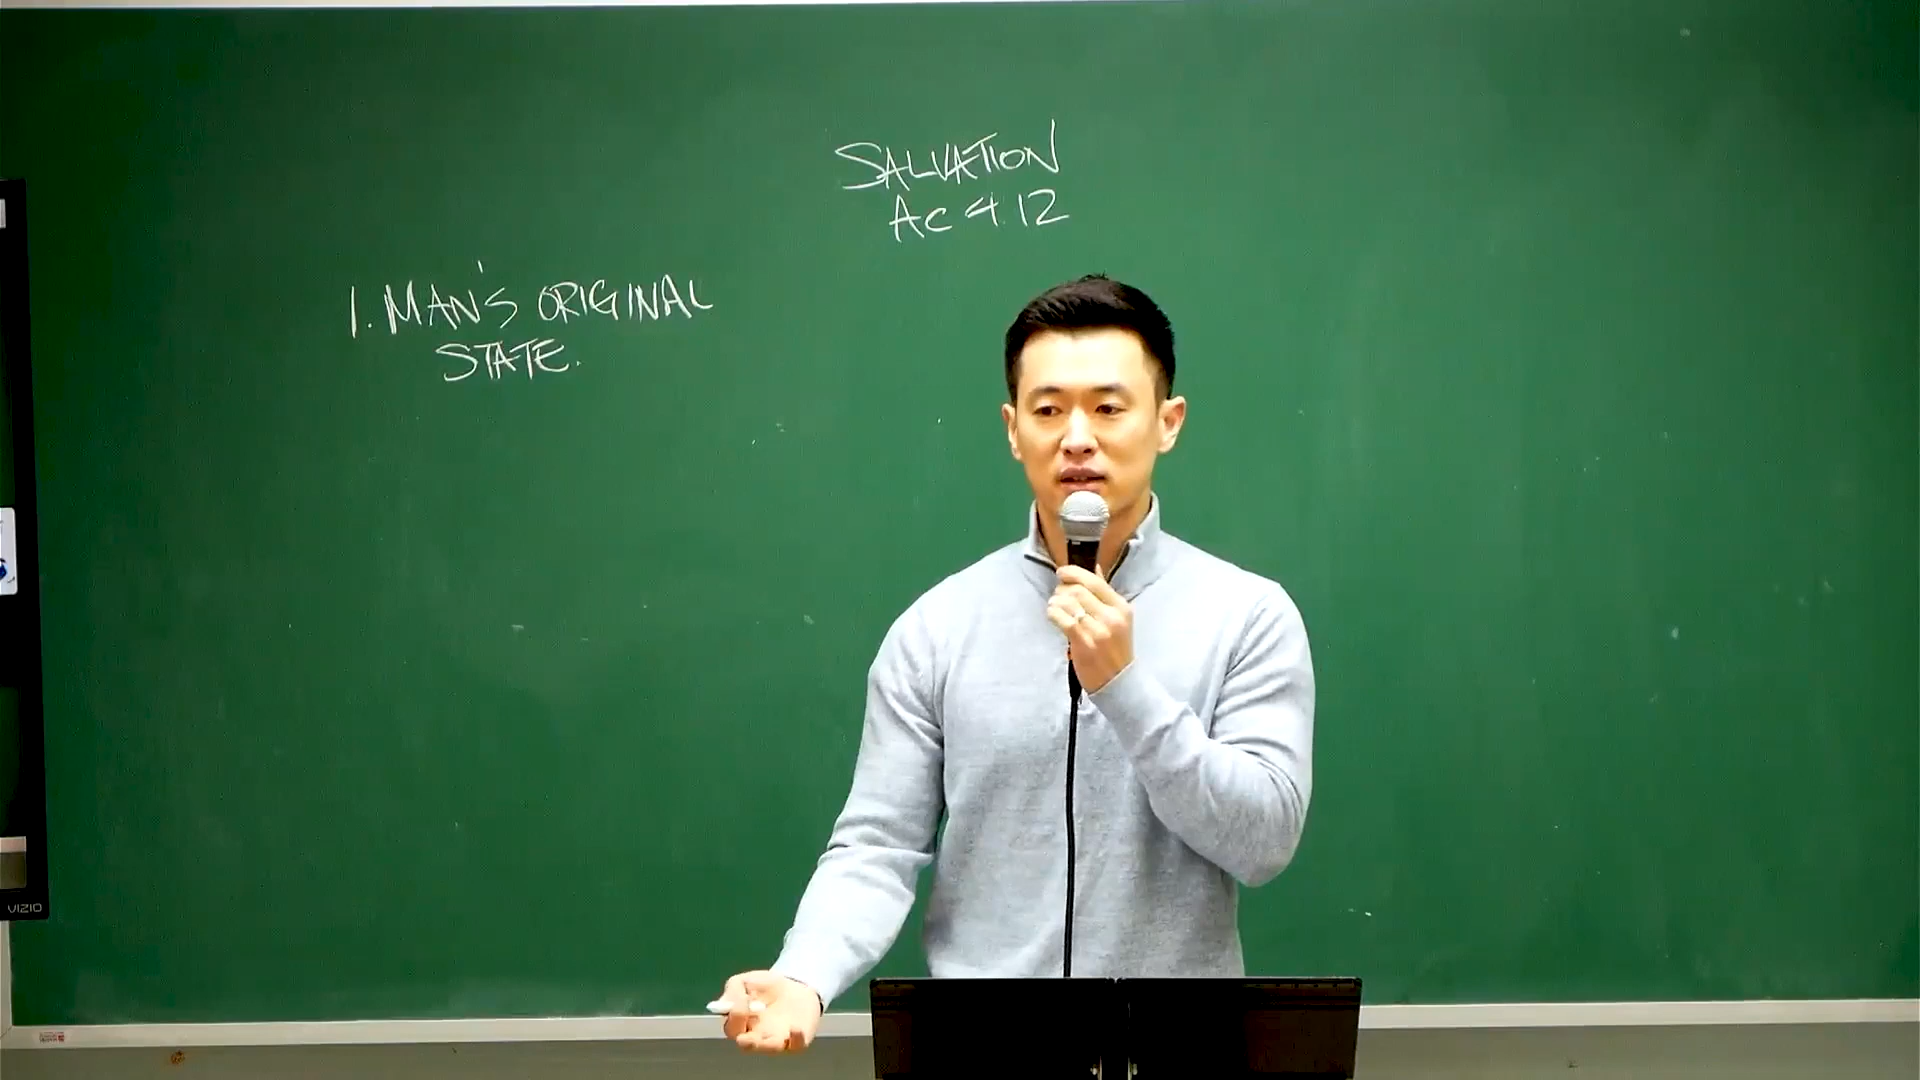 SALVATION
Ac 4.12
1. MAN'S ORIGINAL
STATE.
VIZIO